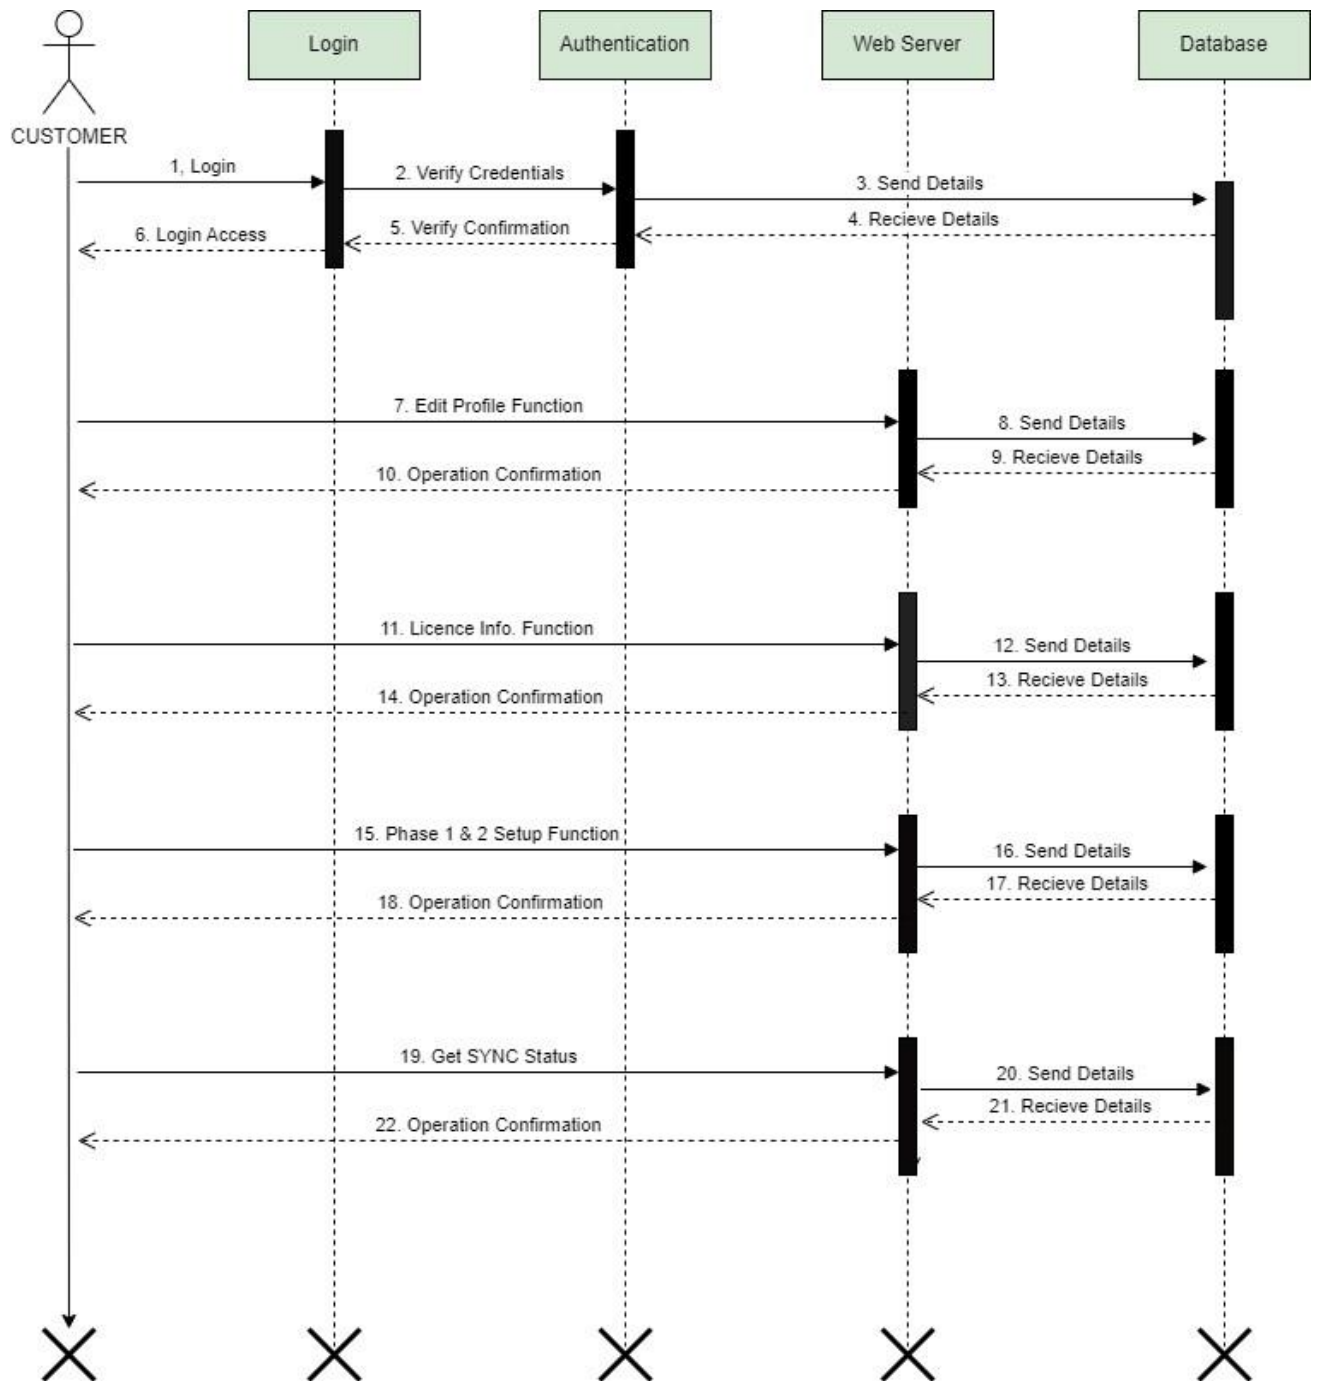 Login
Authentication
Web Server
Database
CUSTOMER
1, Login
2. Verify Credentials
3. Send Details
4. Recieve Details
5. Verify Confirmation
6. Login Access
7. Edit Profile Function
8. Send Details
9. Recieve Details
10. Operation Confirmation
11. Licence Info. Function
12. Send Details
13. Recieve Details
14. Operation Confirmation
15. Phase 1 & 2 Setup Function
16. Send Details
17. Recieve Details
18. Operation Confirmation
19. Get SYNC Status
20. Send Details
21. Recieve Details
22. Operation Confirmation